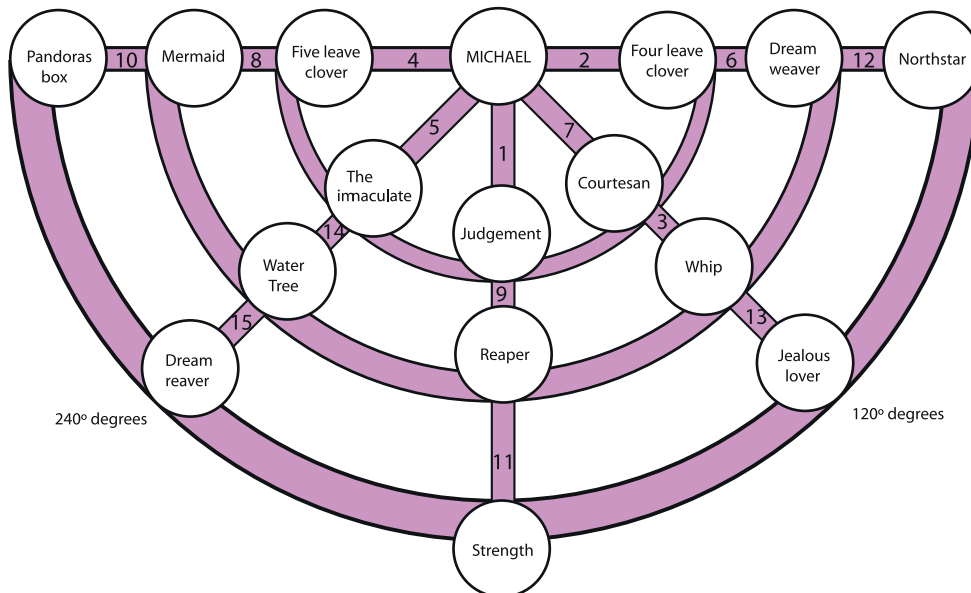 Pandoras
box
10
Mermaid
8
Five leave
clover
4
MICHAEL
2
Four leave
clover
6
Dream
weaver
12
Northstar
5
1
7
The
immaculate
Judgement
Courtesan
14
3
Water
Tree
9
Whip
15
13
Dream
reaver
Reaper
Jealous
lover
240º degrees
120º degrees
11
Strength